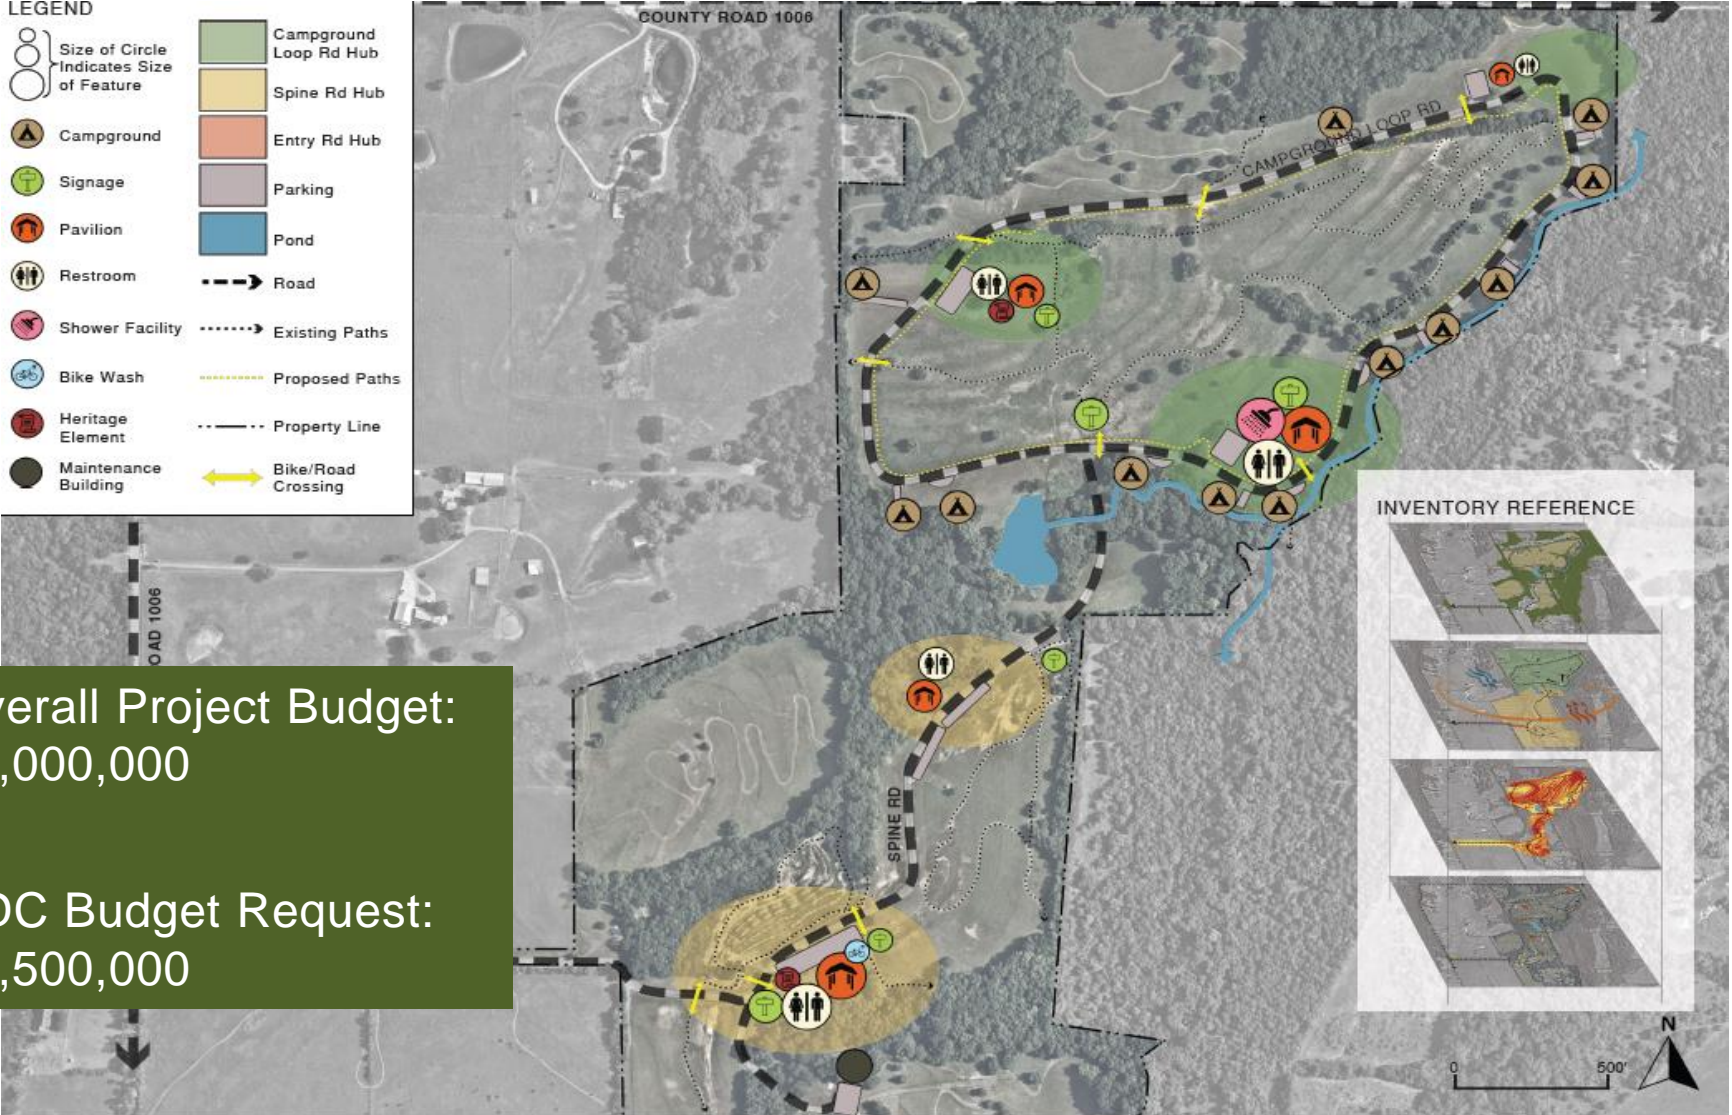 LEGEND
Size of Circle
Indicates Size
of Feature
Campground
Signage
Pavilion
Restroom
Shower Facility
Bike Wash
Heritage
Element
Maintenance
Building
Campground
Loop Rd Hub
Spine Rd Hub
Entry Rd Hub
Parking
Pond
Road
Existing Paths
Proposed Paths
Property Line
Bike/Road
Crossing
COUNTY ROAD 1006
CAMPGROUND LOOP RD
OAD 1006
SPINE RD
verall Project Budget:
,000,000
DC Budget Request:
,500,000
INVENTORY REFERENCE
N
0 500'